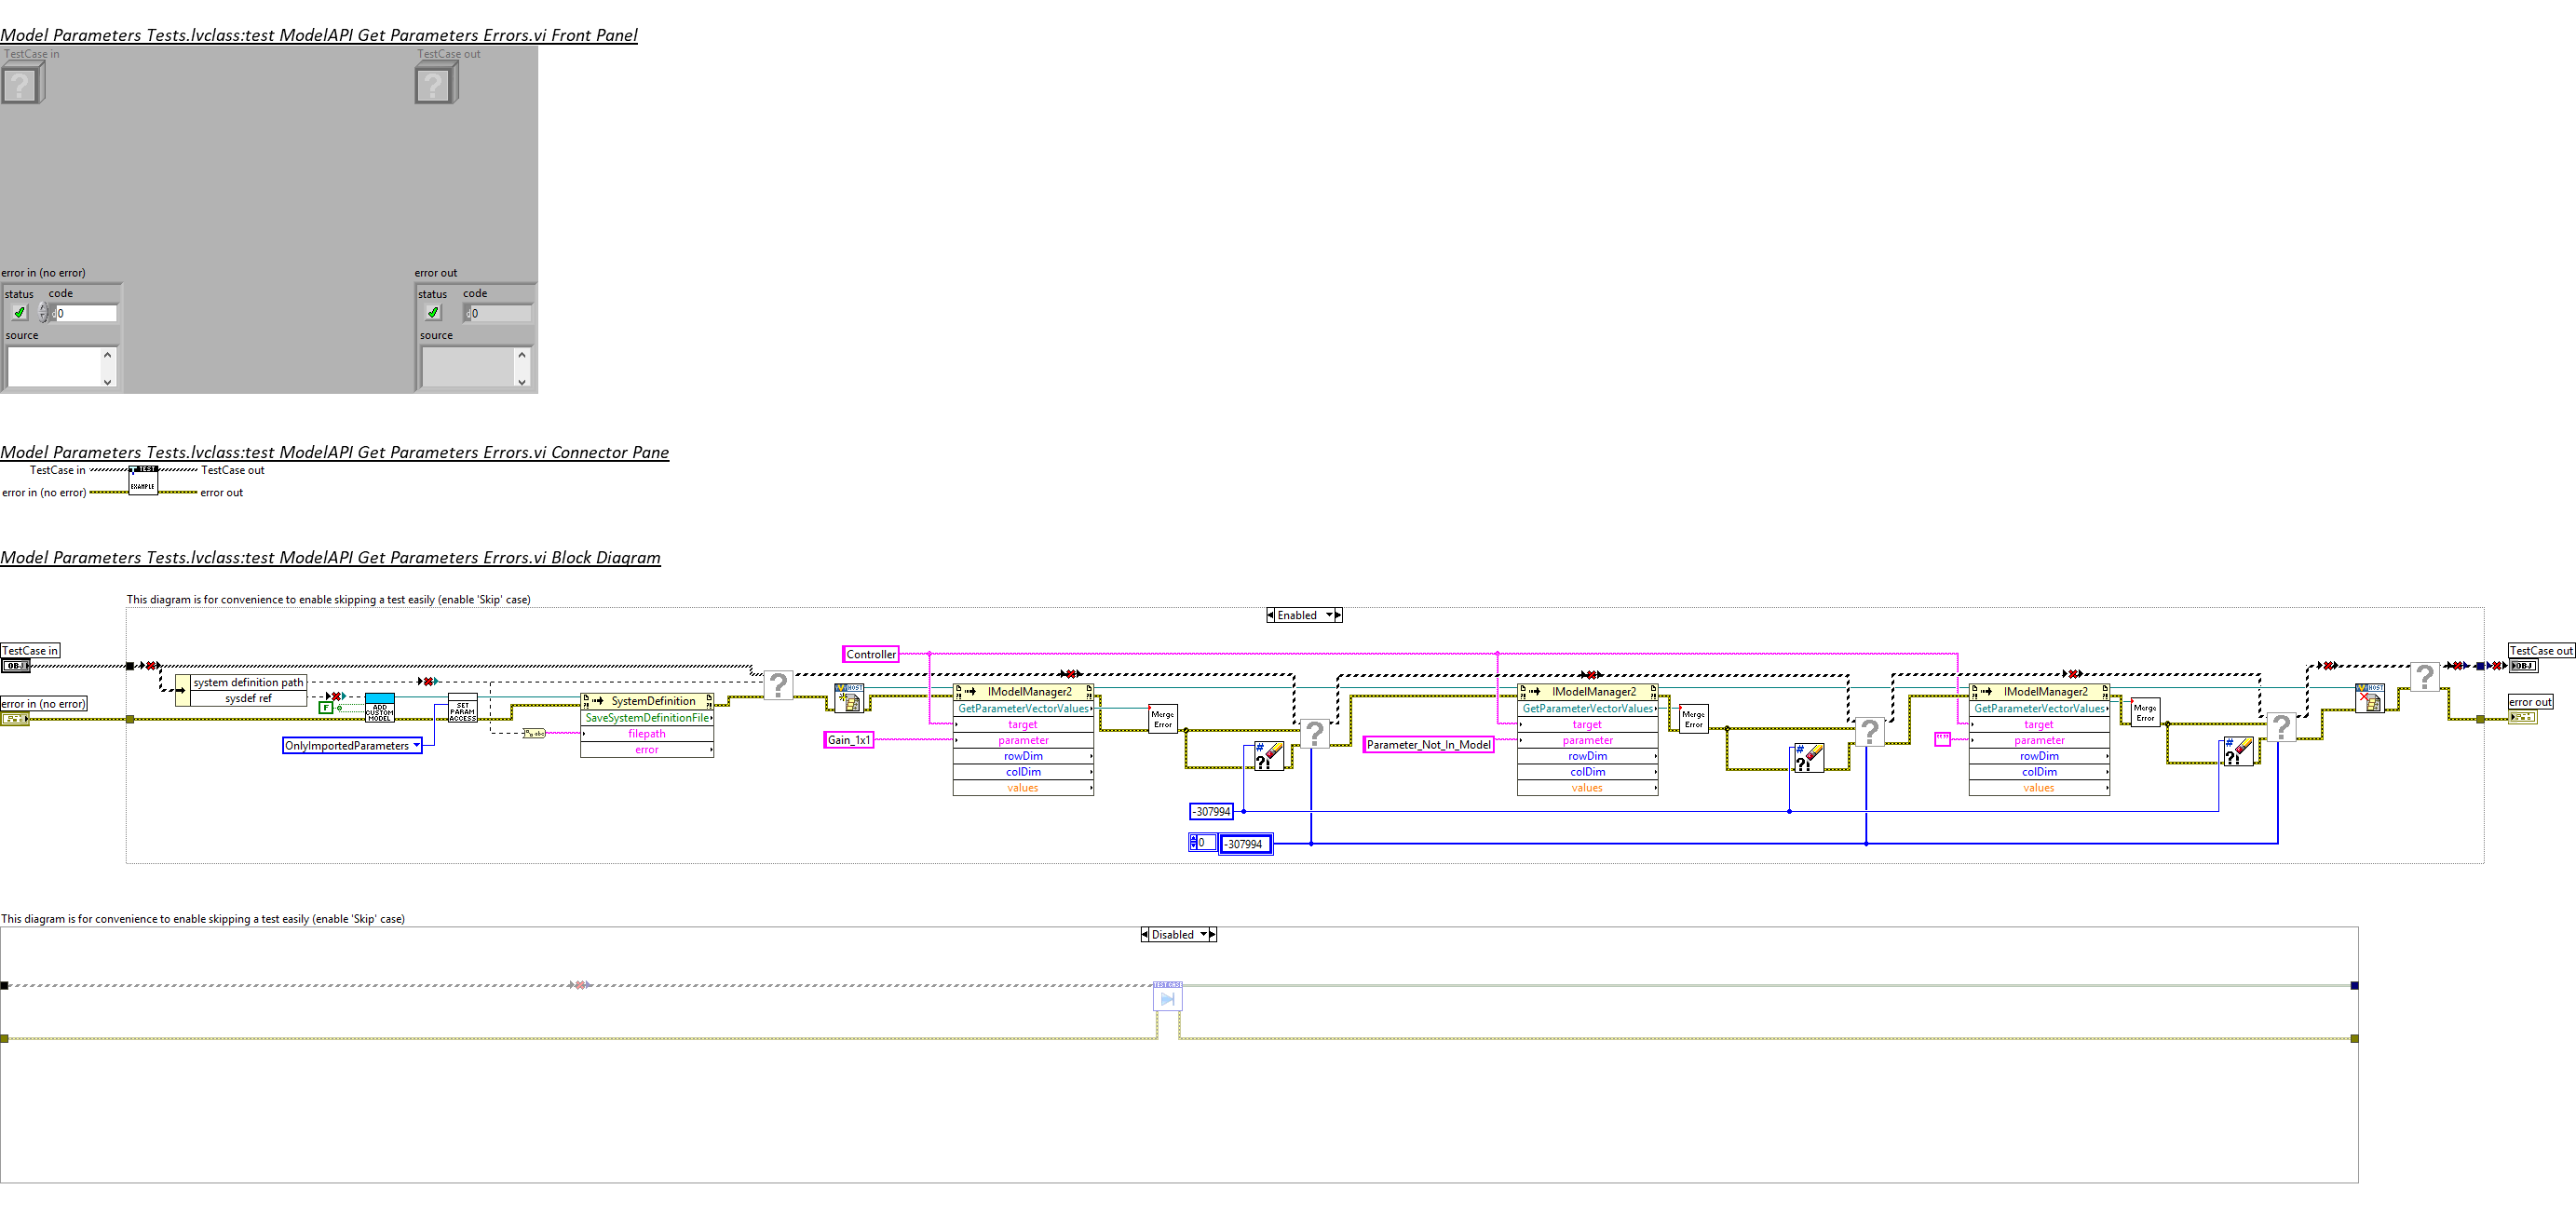 Model Parameters Tests.lvclass:test ModelAPI Get Parameters Errors.vi Front Panel
TestCase in
TestCase out
error in (no error)
error out
status code
status code
0
0
source
source
Model Parameters Tests.lvclass:test ModelAPI Get Parameters Errors.vi Connector Pane
TestCase in
TEST
TestCase out
error in (no error)
EXAMPLE
error out
Model Parameters Tests.lvclass:test ModelAPI Get Parameters Errors.vi Block Diagram
This diagram is for convenience to enable skipping a test easily (enable 'Skip' case)
Enabled
TestCase in
OBJ
error in (no error)
system definition path
sysdef ref
F
ADD CUSTOM MODEL
SET PARAM ACCESS
OnlyImportedParameters
SystemDefinition
SaveSystemDefinitionFile
filepath
error
?
HOST
Controller
Gain_1x1
IModelManager2
GetParameterVectorValues
target
parameter
rowDim
colDim
values
Merge Error
#
?!
?
-307994
0
-307994
Parameter_Not_In_Model
IModelManager2
GetParameterVectorValues
target
parameter
rowDim
colDim
values
Merge Error
#
?!
?
""
IModelManager2
GetParameterVectorValues
target
parameter
rowDim
colDim
values
Merge Error
#
?!
?
HOST
?
TestCase out
OBJ
error out
This diagram is for convenience to enable skipping a test easily (enable 'Skip' case)
Disabled